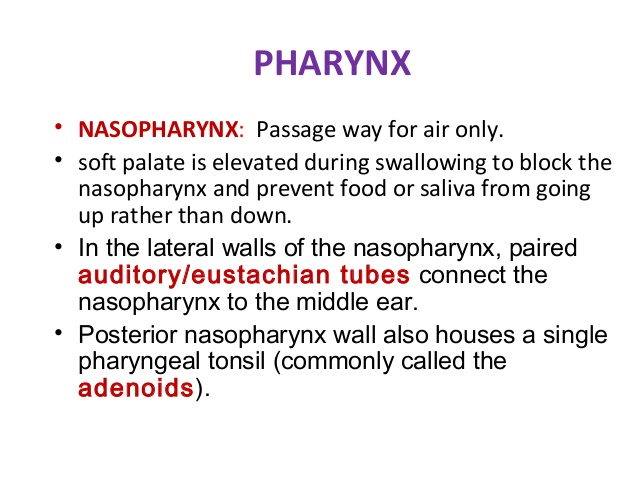 PHARYNX
• NASOPHARYNX:  Passage way for air only.
• soft palate is elevated during swallowing to block the
nasopharynx and prevent food or saliva from going
up rather than down.
• In the lateral walls of the nasopharynx, paired
auditory/eustachian tubes connect the
nasopharynx to the middle ear.
• Posterior nasopharynx wall also houses a single
pharyngeal tonsil (commonly called the
adenoids).